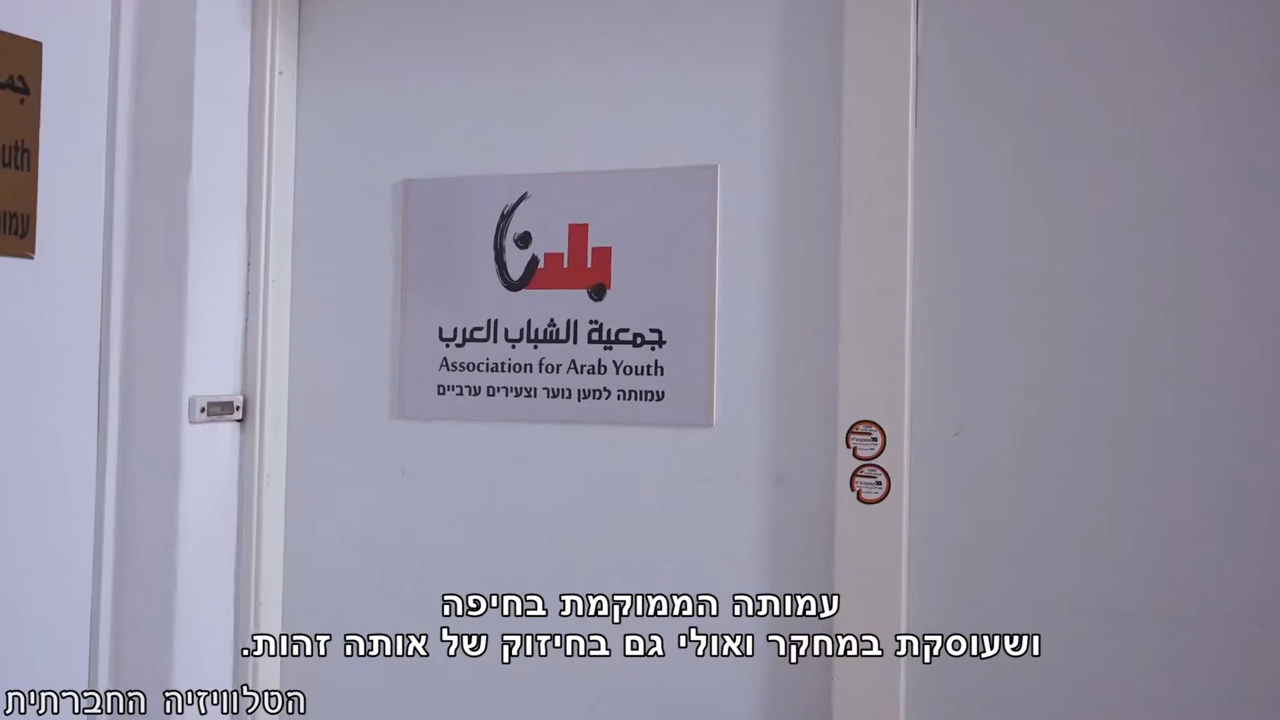 بلدنا
جمعية الشباب العرب
Association for Arab Youth
עמותה למען נוער וצעירים ערביים
uth
עמותה הממוקמת בחיפה
ושעוסקת במחקר ואולי גם בחיזוק של אותה זהות.
הטלוויזיה החברתית